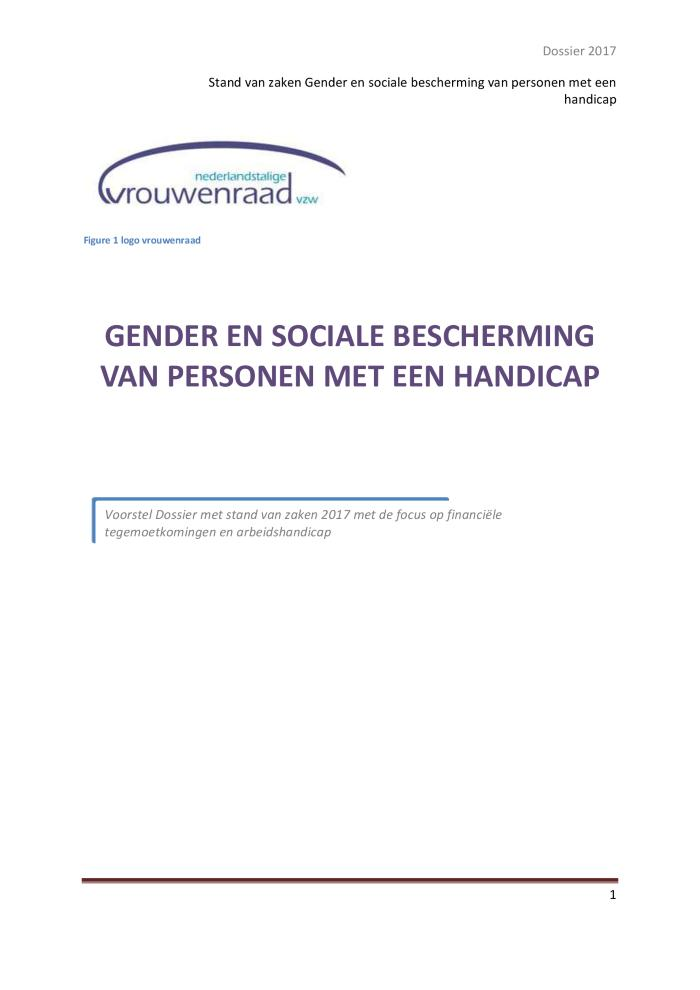 Dossier 2017
Stand van zaken Gender en sociale bescherming van personen met een
handicap
nederlandstalige
vrouwenraad vzw
Figure 1 logo vrouwenraad
GENDER EN SOCIALE BESCHERMING
VAN PERSONEN MET EEN HANDICAP
Voorstel Dossier met stand van zaken 2017 met de focus op financiële
tegemoetkomingen en arbeidshandicap
1